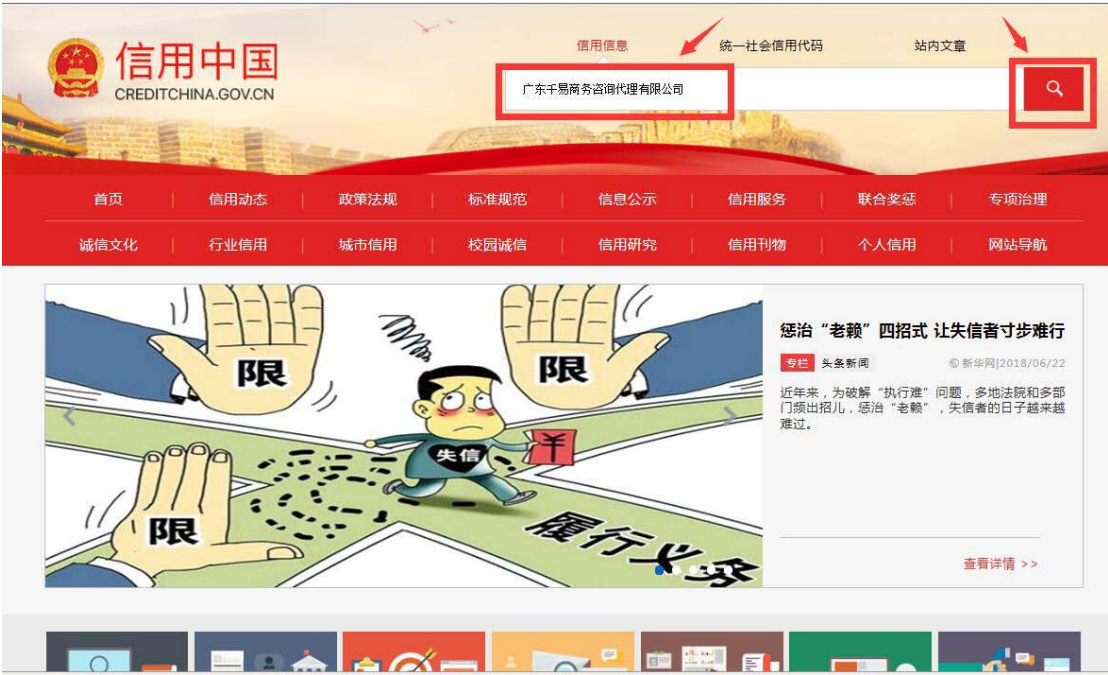 信用中国
CREDITCHINA.GOV.CN
信用信息 统一社会信用代码 站内文章
广东千易商务咨询代理有限公司
首页 信用动态 政策法规 标准规范 信息公示 信用服务 联合奖惩 专项治理
诚信文化 行业信用 城市信用 校园诚信 信用研究 信用刊物 个人信用 网站导航
限
限
失信
¥
限
履行义务
惩治“老赖”四招式 让失信者寸步难行
专栏 头条新闻 ©新华网|2018/06/22
近年来，为破解“执行难”问题，多地法院和多部
门频出招儿，惩治“老赖”，失信者的日子越来越
难过。
查看详情 >>